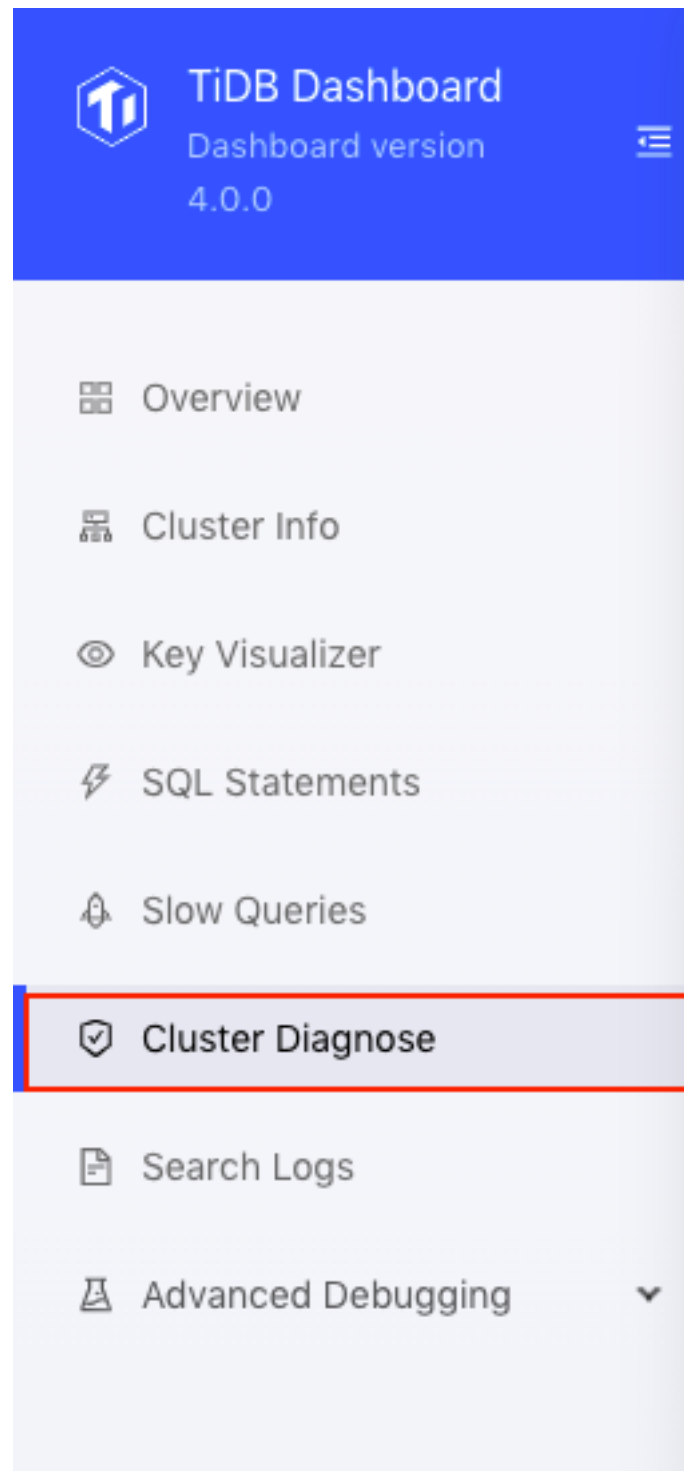 TiDB Dashboard
Dashboard version
4.0.0
Overview
Cluster Info
Key Visualizer
SQL Statements
Slow Queries
Cluster Diagnose
Search Logs
Advanced Debugging